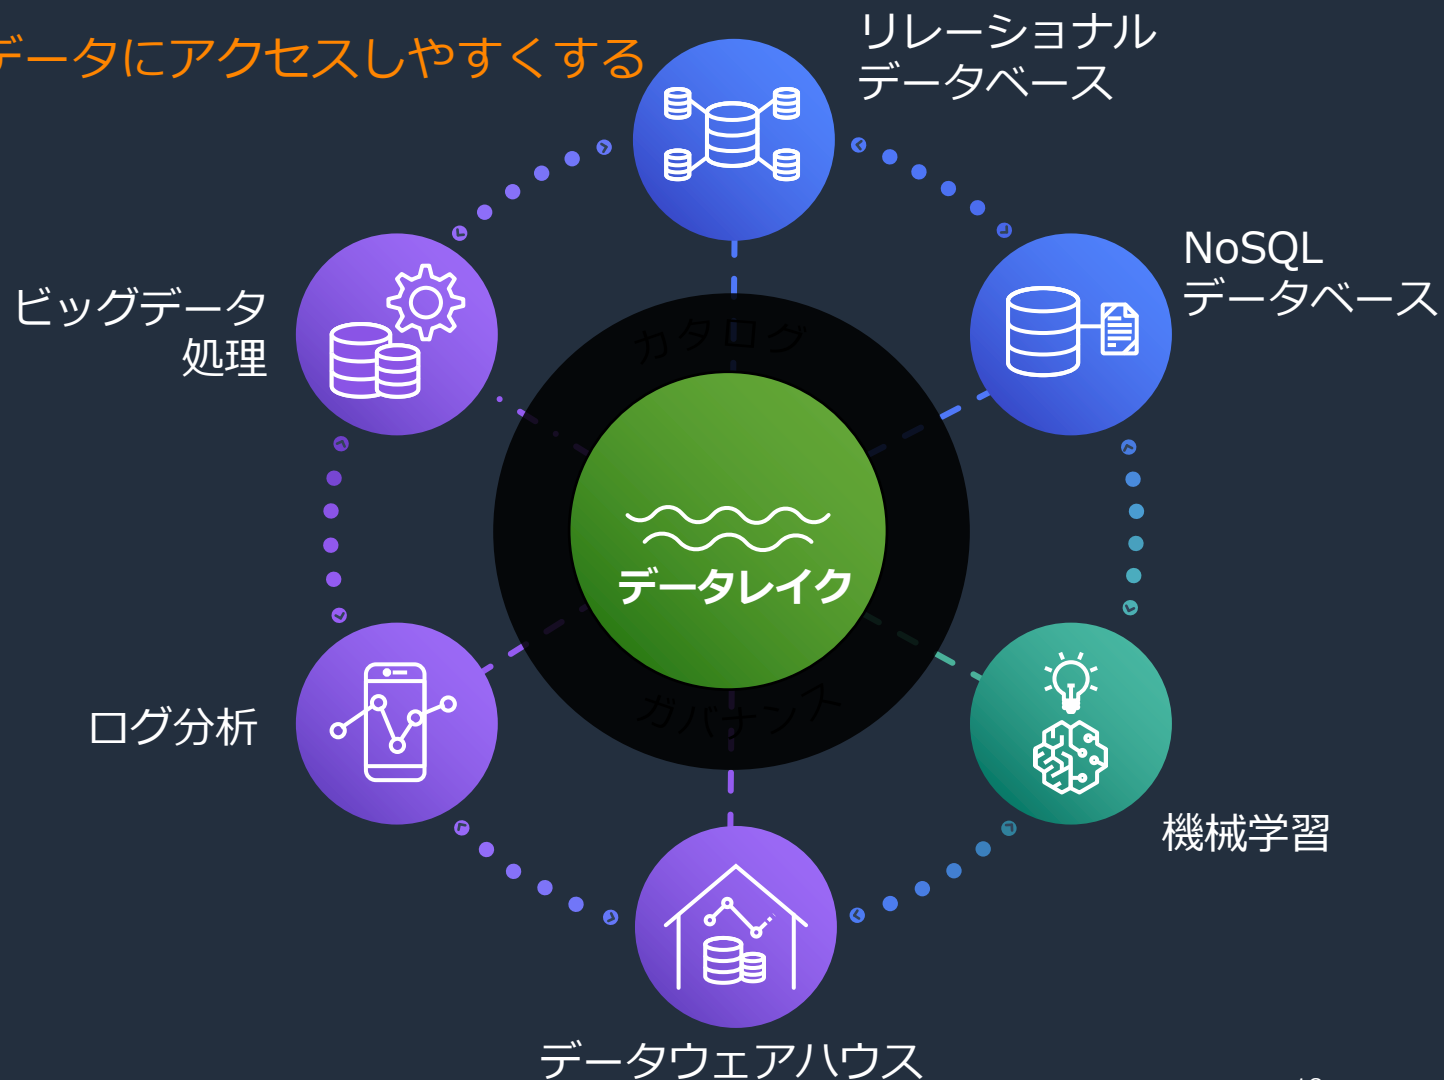 データにアクセスしやすくする
リレーショナル
データベース
NoSQL
データベース
ビッグデータ
処理
カタログ
データレイク
ガバナンス
ログ分析
機械学習
データウェアハウス